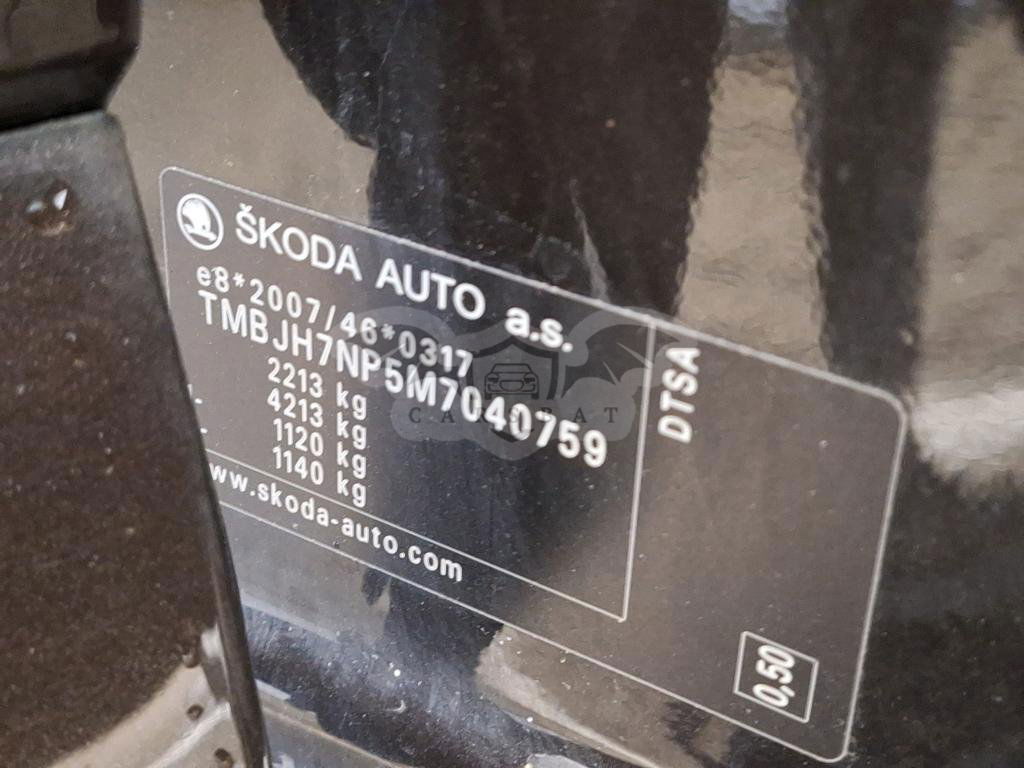 ŠKODA AUTO a.s.
e8*2007/46*0317
TMBJH7NP5M7040759
2213 kg
4213 kg
1120 kg
1140 kg
www.skoda-auto.com
DTSA
0,50